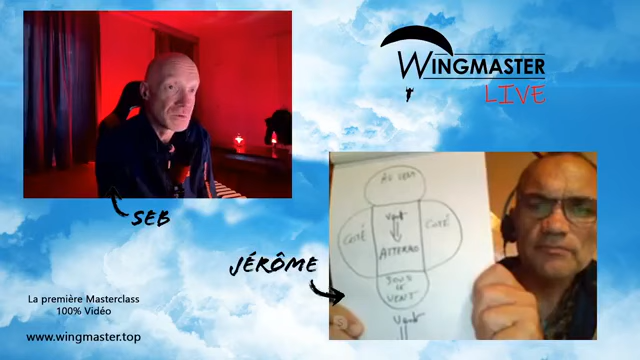 WINGMASTER
LIVE
SEB
JÉRÔME
AU VENT
Vent
COTÉ
COTÉ
ATTERRO
SOUS
LE
VENT
Vent
La première Masterclass
100% Vidéo
www.wingmaster.top